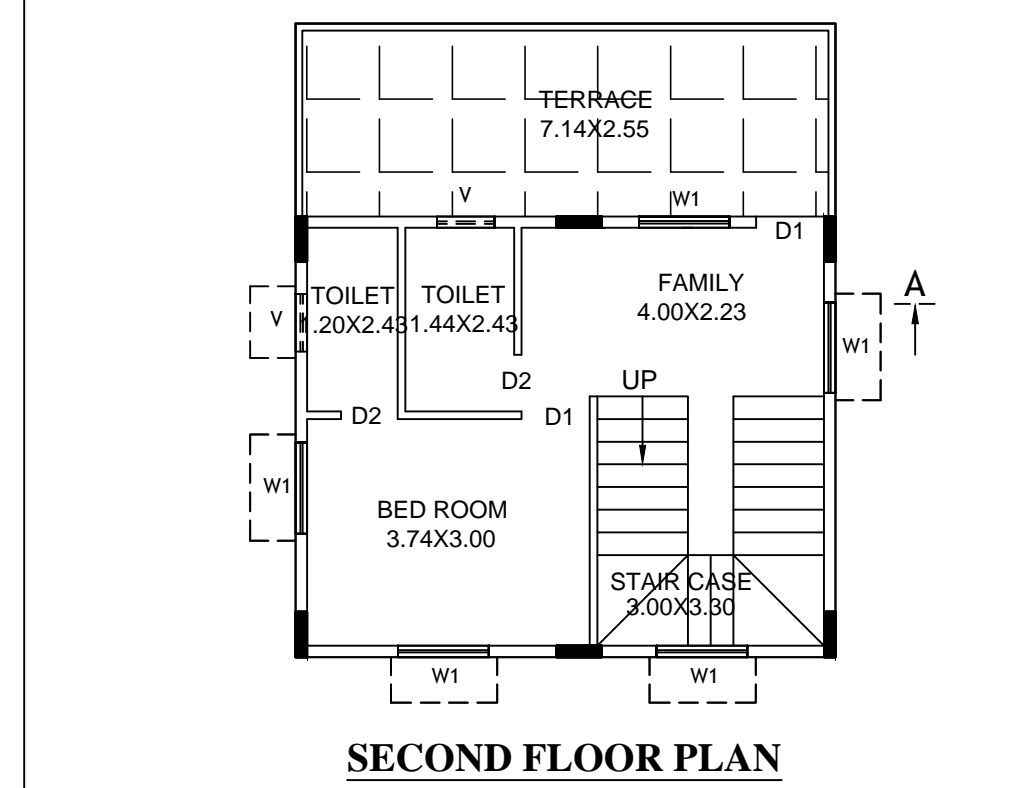 TERRACE
7.14X2.55
V
W1
D1
FAMILY
4.00X2.23
A
TOILET
1.20X2.43
TOILET
1.44X2.43
V
W1
D2
UP
D2
D1
W1
BED ROOM
3.74X3.00
STAIR CASE
3.00X3.30
W1
W1
SECOND FLOOR PLAN